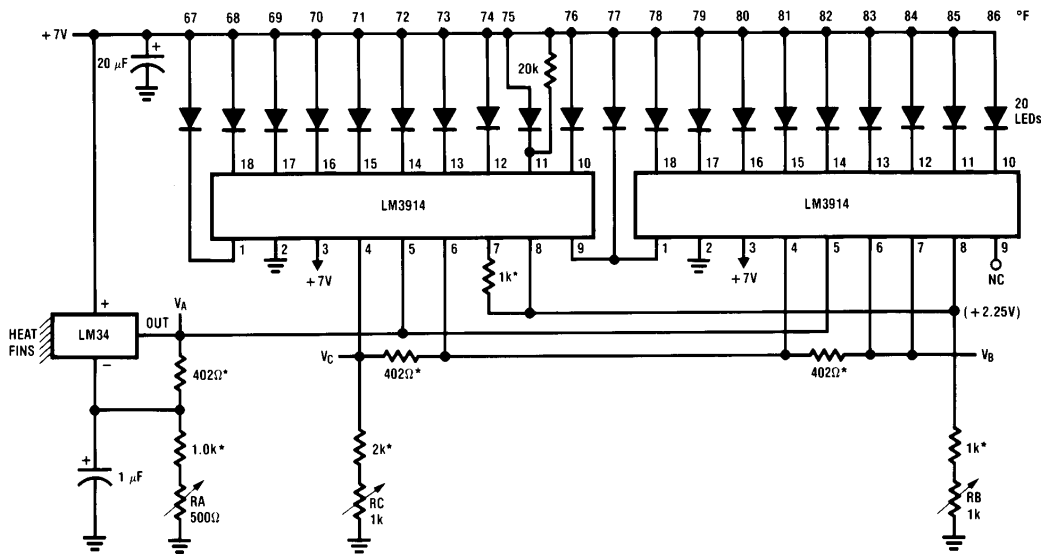 67 68 69 70 71 72 73 74 75 76 77 78 79 80 81 82 83 84 85 86 °F
+7V
+
20 μF
20k
20
LEDs
18 17 16 15 14 13 12 11 10
18 17 16 15 14 13 12 11 10
LM3914
LM3914
1 2 3 4 5 6 7 8 9
1 2 3 4 5 6 7 8 9
+7V
1k*
+7V
NC
(+2.25V)
VA
+
OUT
HEAT
FINS
LM34
−
402Ω*
VC
402Ω*
402Ω*
VB
1.0k*
2k*
1k*
+
1 μF
RA
500Ω
RC
1k
RB
1k